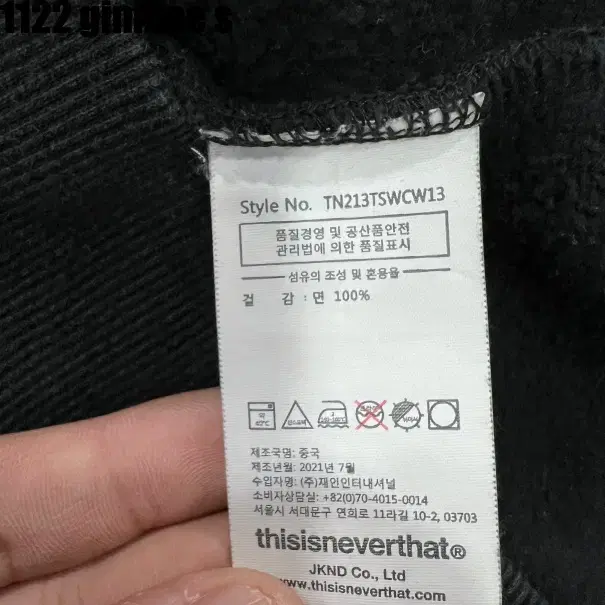 Style No. TN213TSWCW13
품질경영 및 공산품안전
관리법에 의한 품질표시
섬유의 조성 및 혼용율
겉 감 : 면 100%
약
40℃
제조국명: 중국
제조년월: 2021년 7월
수입자명: (주)재인인터내셔널
소비자상담실: +82(0)70-4015-0014
서울시 서대문구 연희로 11라길 10-2, 03703
thisisneverthat®
JKND Co., Ltd
www.thisisneverthat.com
1122